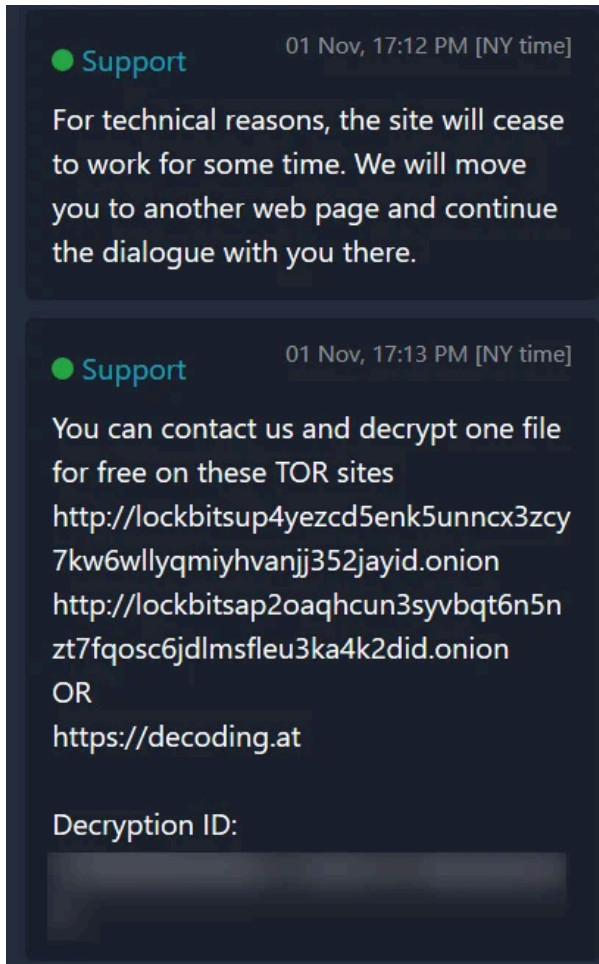 Support
01 Nov, 17:12 PM [NY time]
For technical reasons, the site will cease
to work for some time. We will move
you to another web page and continue
the dialogue with you there.
Support
01 Nov, 17:13 PM [NY time]
You can contact us and decrypt one file
for free on these TOR sites
http://lockbitsup4yezcd5enk5unncx3zcy
7kw6wllyqmiyhvanjj352jayid.onion
http://lockbitsap2oaqhcun3syvbqt6n5n
zt7fqosc6jdlmsfleu3ka4k2did.onion
OR
https://decoding.at
Decryption ID: